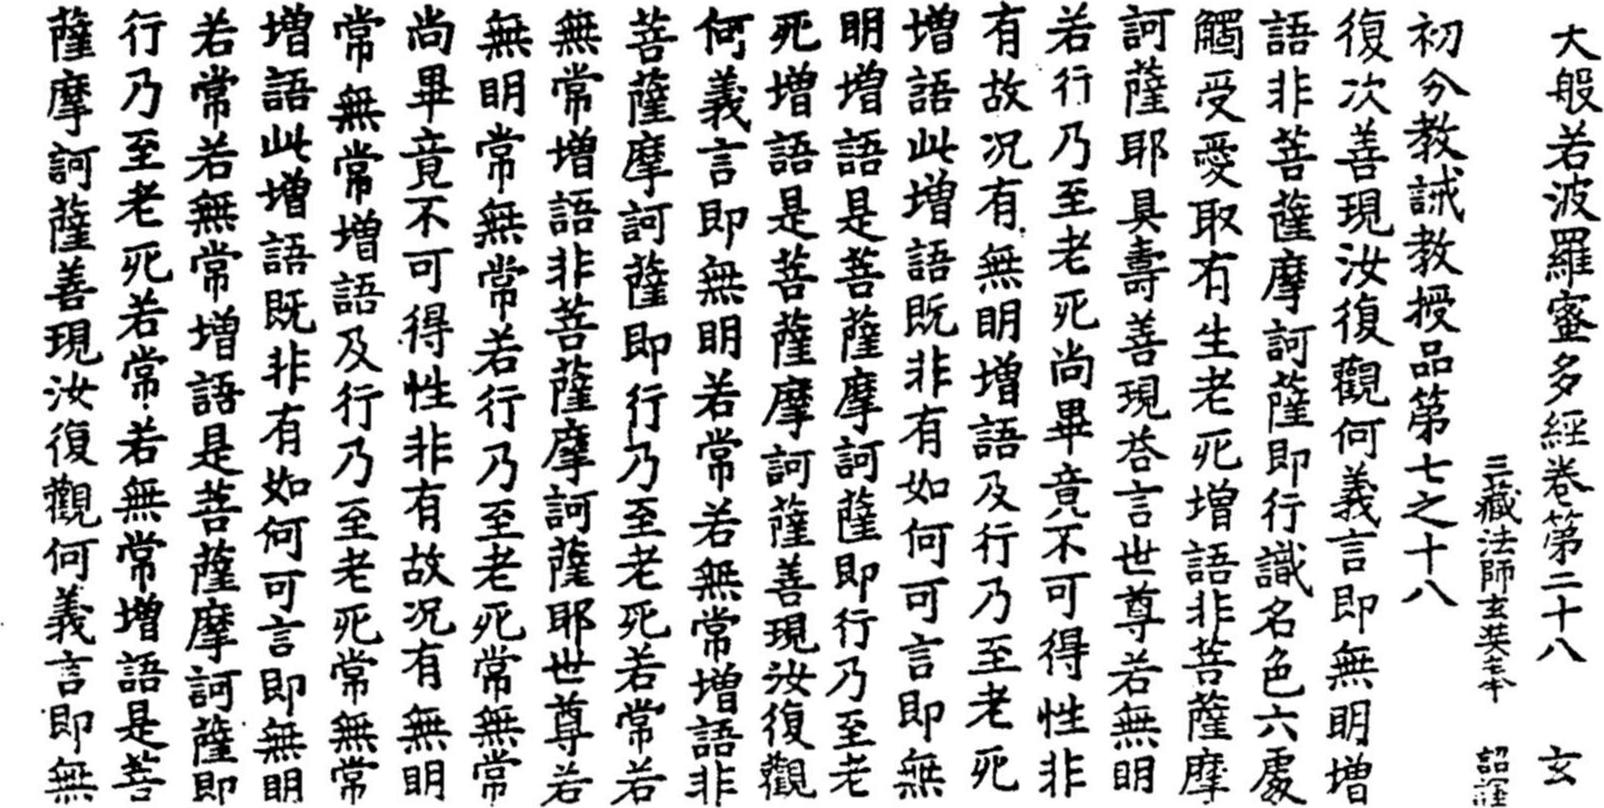 大般若波羅蜜多經卷第二十八 玄
三藏法師玄奘奉 詔譯
初分教誡教授品第七之十八
復次善現汝復觀何義言即無明增
語非菩薩摩訶薩即行識名色六處
觸受愛取有生老死增語非菩薩摩
訶薩耶具壽善現荅言世尊若無明
若行乃至老死尚畢竟不可得性非
有故况有無明增語及行乃至老死
增語此增語既非有如何可言即無
明增語是菩薩摩訶薩即行乃至老
死增語是菩薩摩訶薩善現汝復觀
何義言即無明若常若無常增語非
菩薩摩訶薩即行乃至老死若常若
無常增語非菩薩摩訶薩耶世尊若
無明常無常若行乃至老死常無常
尚畢竟不可得性非有故况有無明
常無常增語及行乃至老死常無常
增語此增語既非有如何可言即無明
若常若無常增語是菩薩摩訶薩即
行乃至老死若常若無常增語是菩
薩摩訶薩善現汝復觀何義言即無